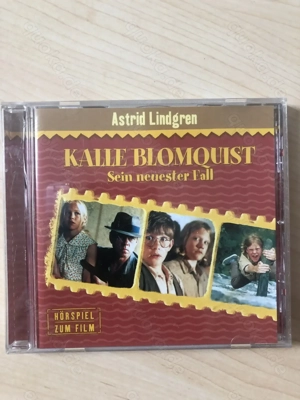 Astrid Lindgren
KALLE BLOMQUIST
Sein neuester Fall
HÖRSPIEL
ZUM FILM